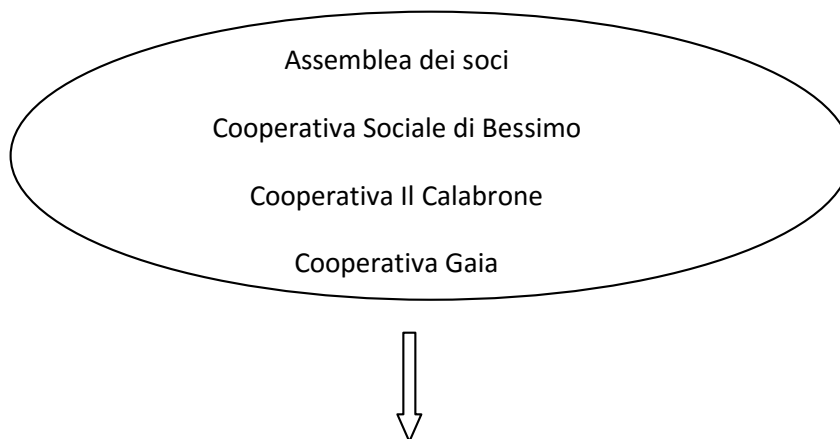 Assemblea dei soci
Cooperativa Sociale di Bessimo
Cooperativa Il Calabrone
Cooperativa Gaia